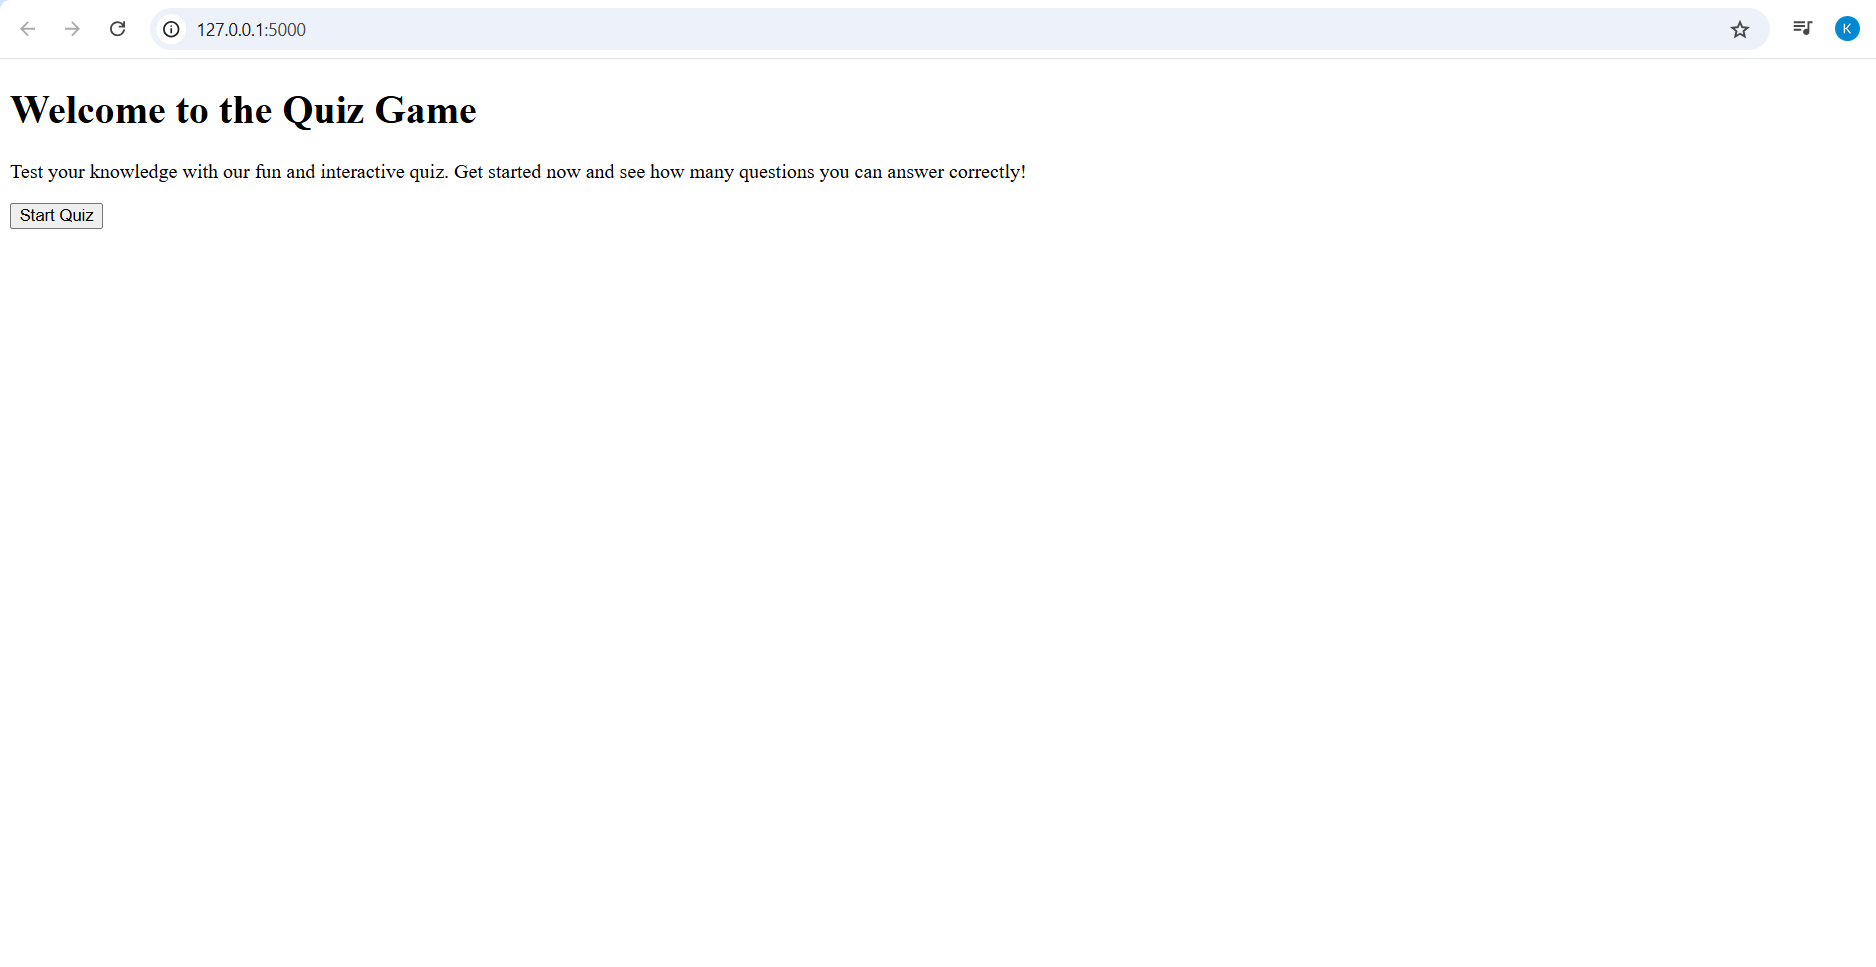 127.0.0.1:5000
K
Welcome to the Quiz Game
Test your knowledge with our fun and interactive quiz. Get started now and see how many questions you can answer correctly!
Start Quiz